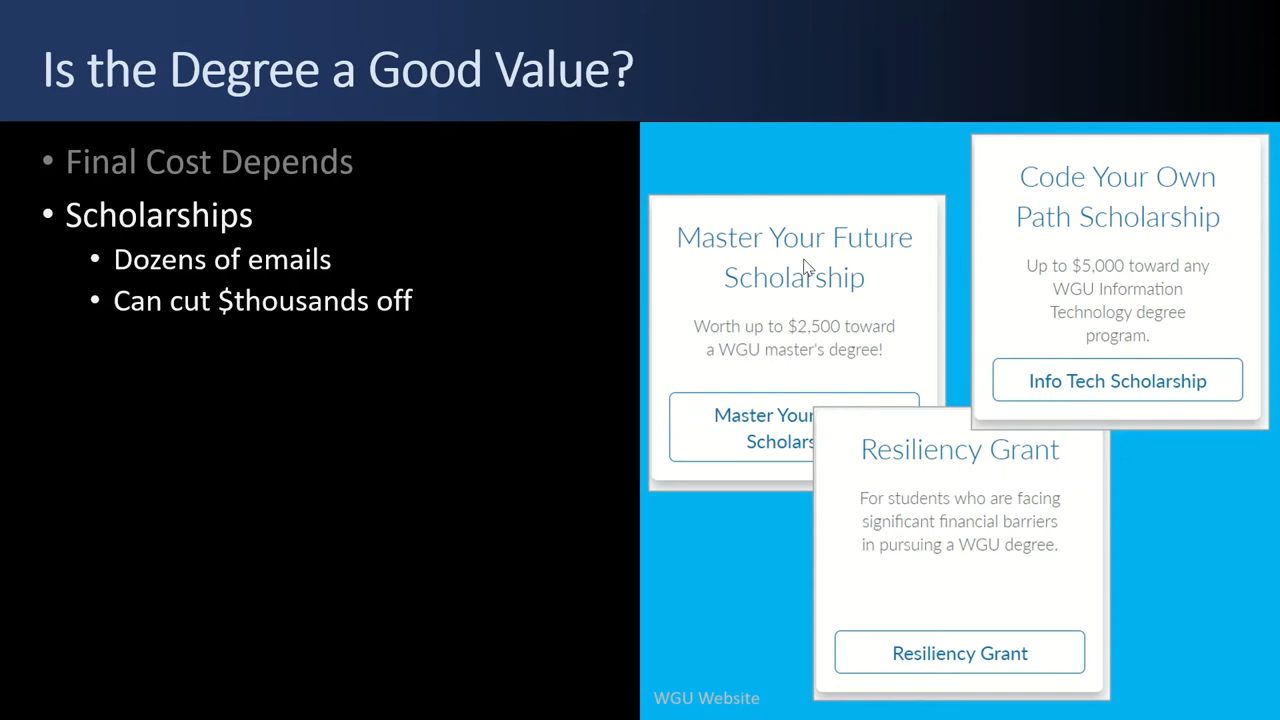 Is the Degree a Good Value?
• Final Cost Depends
• Scholarships
• Dozens of emails
• Can cut $thousands off
Master Your Future
Scholarship
Worth up to $2,500 toward
a WGU master's degree!
Master Your
Code Your Own
Path Scholarship
Up to $5,000 toward any
WGU Information
Technology degree
program.
Info Tech Scholarship
Resiliency Grant
For students who are facing
significant financial barriers
in pursuing a WGU degree.
Resiliency Grant
WGU Website